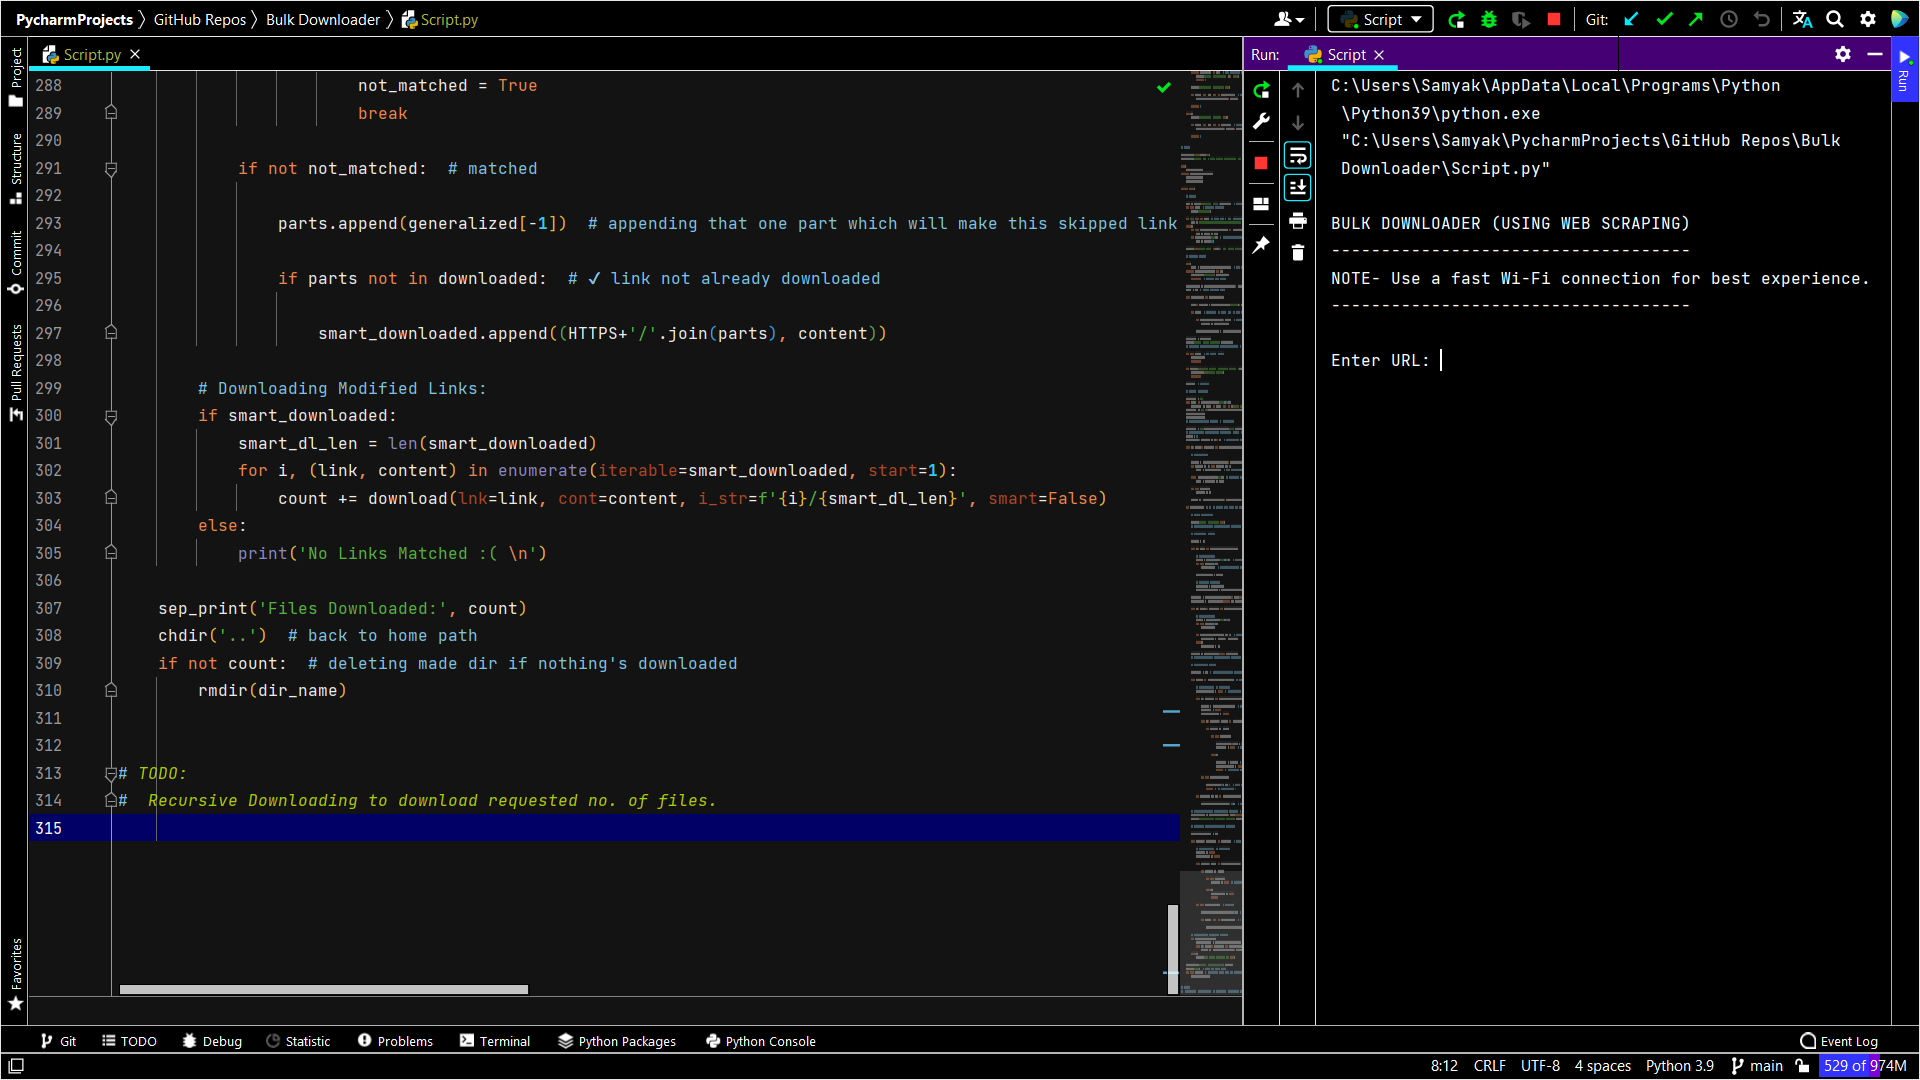 PycharmProjects 〉 GitHub Repos 〉 Bulk Downloader 〉 Script.py
Script
Git:
Script.py
Run:
Script
Project
Structure
Commit
Pull Requests
Favorites
Run
288 not_matched = True
289 break
290
291 if not not_matched:  # matched
292
293 parts.append(generalized[-1])  # appending that one part which will make this skipped link
294
295 if parts not in downloaded:  # ✓ link not already downloaded
296
297 smart_downloaded.append((HTTPS+'/'.join(parts), content))
298
299 # Downloading Modified Links:
300 if smart_downloaded:
301 smart_dl_len = len(smart_downloaded)
302 for i, (link, content) in enumerate(iterable=smart_downloaded, start=1):
303 count += download(lnk=link, cont=content, i_str=f'{i}/{smart_dl_len}', smart=False)
304 else:
305 print('No Links Matched :( \n')
306
307 sep_print('Files Downloaded:', count)
308 chdir('..')  # back to home path
309 if not count:  # deleting made dir if nothing's downloaded
310 rmdir(dir_name)
311
312
313 # TODO:
314 #  Recursive Downloading to download requested no. of files.
315
C:\Users\Samyak\AppData\Local\Programs\Python
\Python39\python.exe
"C:\Users\Samyak\PycharmProjects\GitHub Repos\Bulk
Downloader\Script.py"
BULK DOWNLOADER (USING WEB SCRAPING)
------------------------------------
NOTE- Use a fast Wi-Fi connection for best experience.
------------------------------------
Enter URL:
Git TODO Debug Statistic Problems Terminal Python Packages Python Console Event Log
8:12 CRLF UTF-8 4 spaces Python 3.9 main 529 of 974M